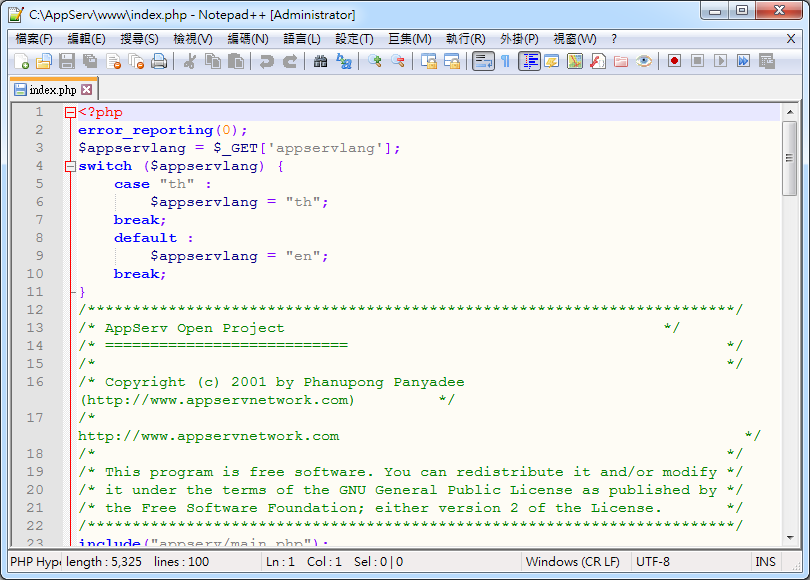 C:\AppServ\www\index.php - Notepad++ [Administrator]
檔案(F) 編輯(E) 搜尋(S) 檢視(V) 編碼(N) 語言(L) 設定(T) 巨集(M) 執行(R) 外掛(P) 視窗(W) ? X
index.php
1 <?php
2 error_reporting(0);
3 $appservlang = $_GET['appservlang'];
4 switch ($appservlang) {
5 case "th" :
6 $appservlang = "th";
7 break;
8 default :
9 $appservlang = "en";
10 break;
11 }
12 /************************************************************************/
13 /* AppServ Open Project */
14 /* =========================== */
15 /* */
16 /* Copyright (c) 2001 by Phanupong Panyadee
(http://www.appservnetwork.com) */
17 /*
http://www.appservnetwork.com */
18 /* */
19 /* This program is free software. You can redistribute it and/or modify */
20 /* it under the terms of the GNU General Public License as published by */
21 /* the Free Software Foundation; either version 2 of the License. */
22 /************************************************************************/
23 include("appserv/main.php");
PHP Hype length : 5,325 lines : 100 Ln : 1 Col : 1 Sel : 0 | 0 Windows (CR LF) UTF-8 INS